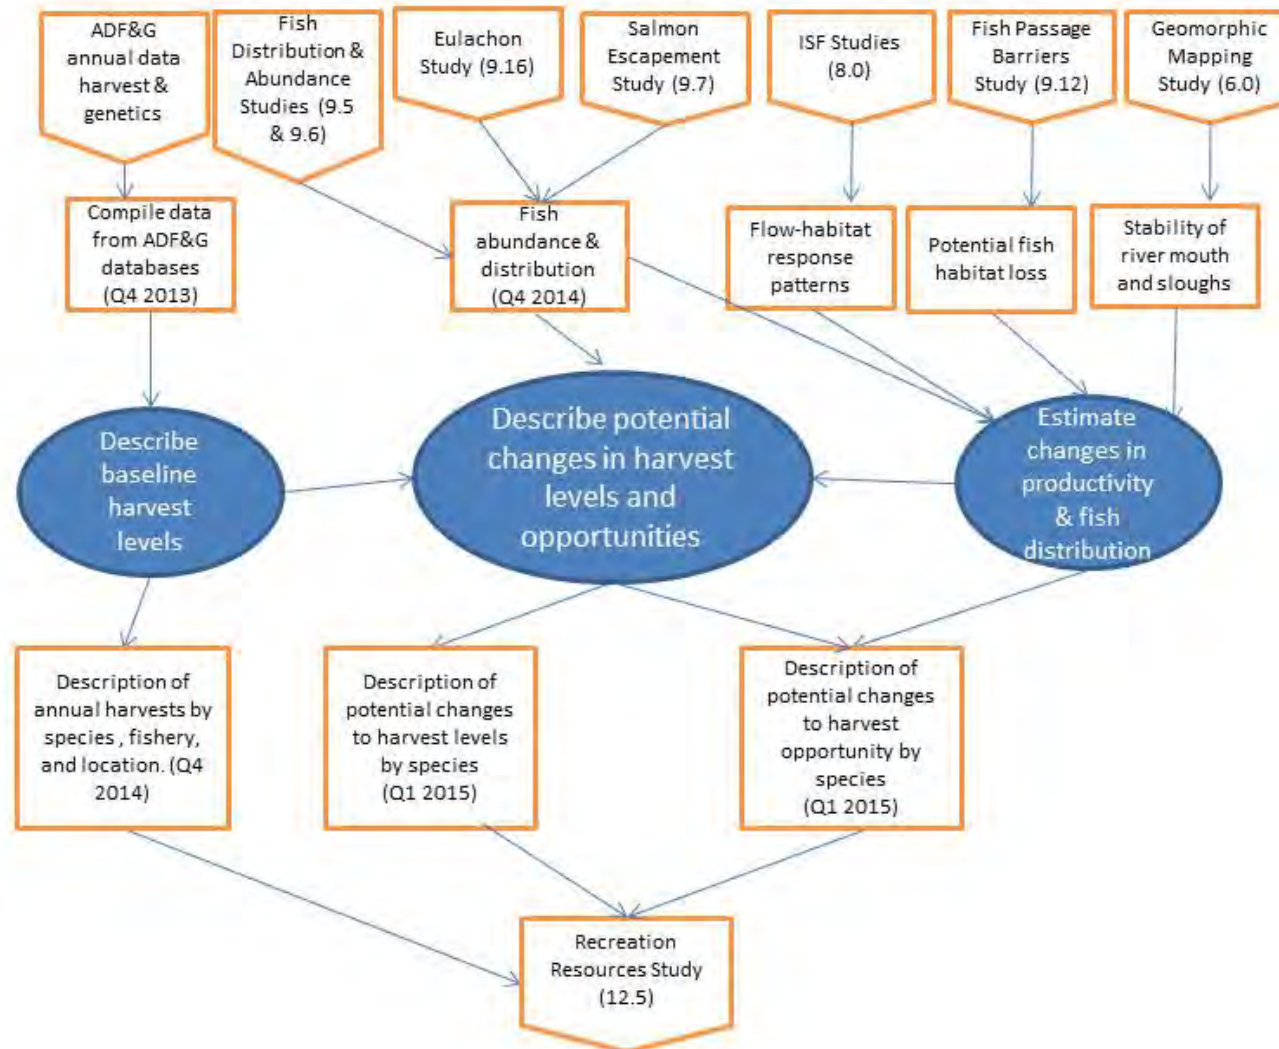 ADF&G
annual data
harvest &
genetics
Fish
Distribution &
Abundance
Studies (9.5
& 9.6)
Eulachon
Study (9.16)
Salmon
Escapement
Study (9.7)
ISF Studies
(8.0)
Fish Passage
Barriers
Study (9.12)
Geomorphic
Mapping
Study (6.0)
Compile data
from ADF&G
databases
(Q4 2013)
Fish
abundance &
distribution
(Q4 2014)
Flow-habitat
response
patterns
Potential fish
habitat loss
Stability of
river mouth
and sloughs
Describe
baseline
harvest
levels
Describe potential
changes in harvest
levels and
opportunities
Estimate
changes in
productivity
& fish
distribution
Description of
annual harvests by
species , fishery,
and location. (Q4
2014)
Description of
potential changes
to harvest levels
by species
(Q1 2015)
Description of
potential changes
to harvest
opportunity by
species
(Q1 2015)
Recreation
Resources Study
(12.5)